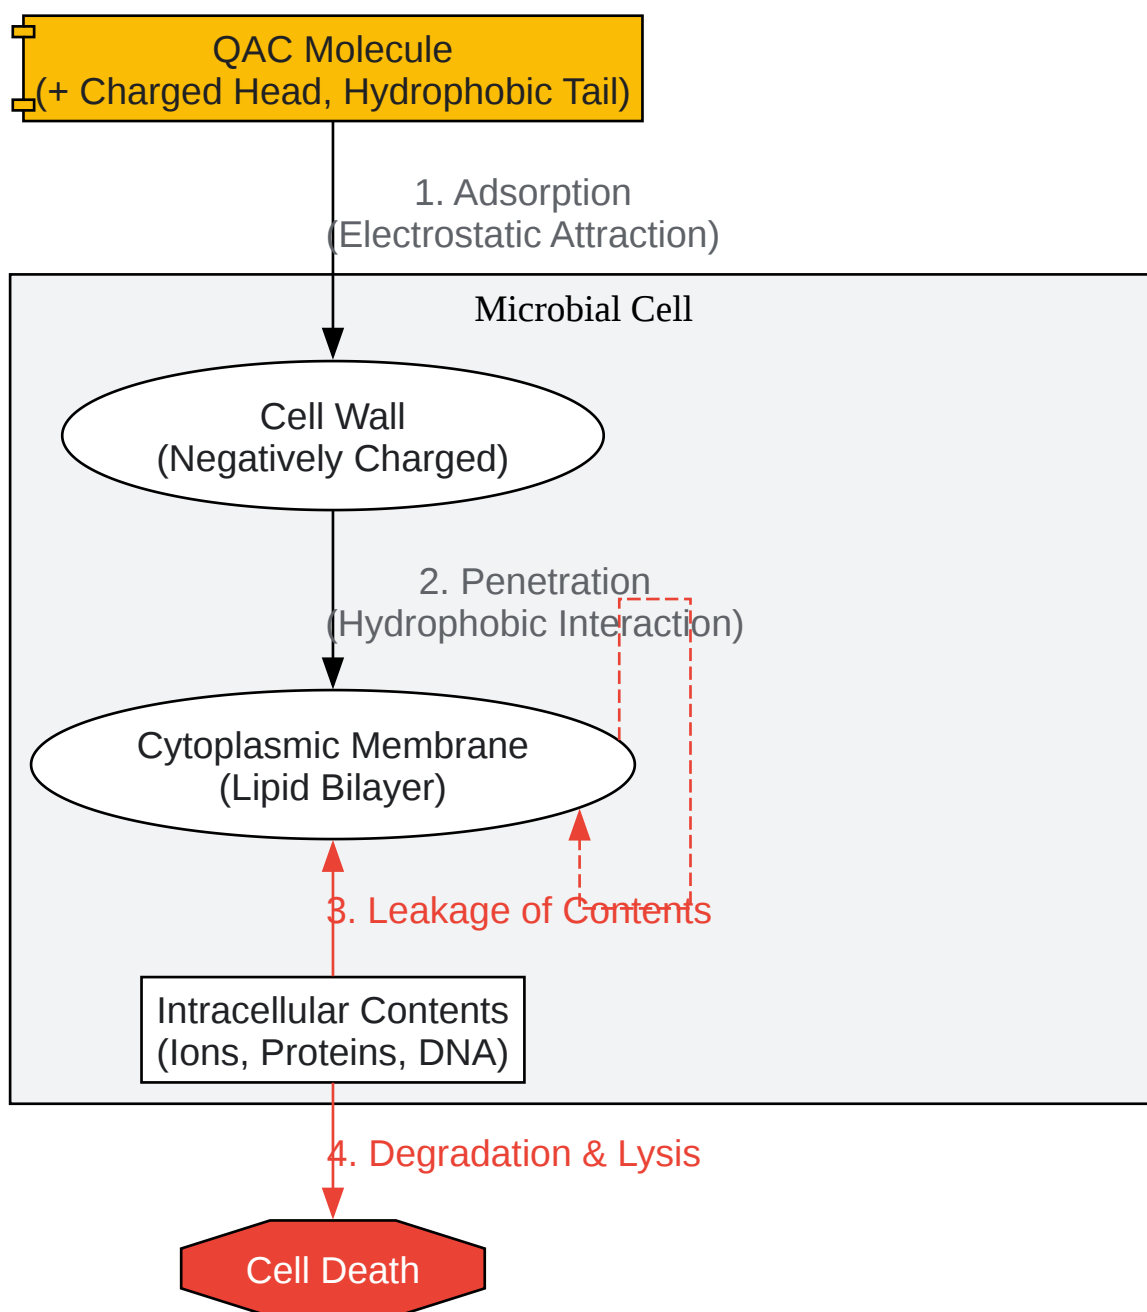 QAC Molecule
(+ Charged Head, Hydrophobic Tail)
1. Adsorption
(Electrostatic Attraction)
Microbial Cell
Cell Wall
(Negatively Charged)
2. Penetration
(Hydrophobic Interaction)
Cytoplasmic Membrane
(Lipid Bilayer)
3. Leakage of Contents
Intracellular Contents
(Ions, Proteins, DNA)
4. Degradation & Lysis
Cell Death